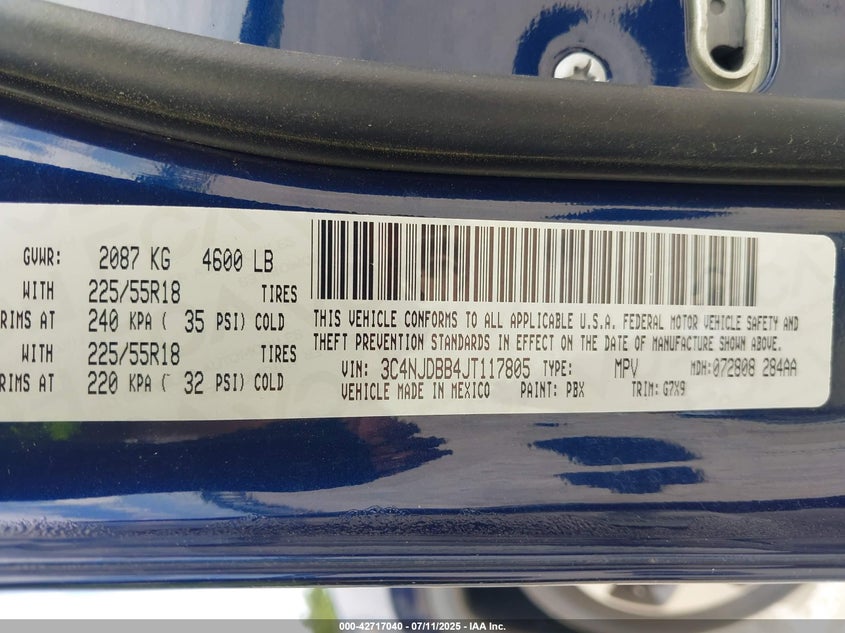 GVWR: 2087 KG 4600 LB
WITH 225/55R18 TIRES
RIMS AT 240 KPA ( 35 PSI) COLD
WITH 225/55R18 TIRES
RIMS AT 220 KPA ( 32 PSI) COLD
THIS VEHICLE CONFORMS TO ALL APPLICABLE U.S.A. FEDERAL MOTOR VEHICLE SAFETY AND
THEFT PREVENTION STANDARDS IN EFFECT ON THE DATE OF MANUFACTURE SHOWN ABOVE.
VIN: 3C4NJDBB4JT117805 TYPE: MPV MDH:072808 284AA
VEHICLE MADE IN MEXICO PAINT: PBX TRIM: G7X9
000-42717040 - 07/11/2025 - IAA Inc.